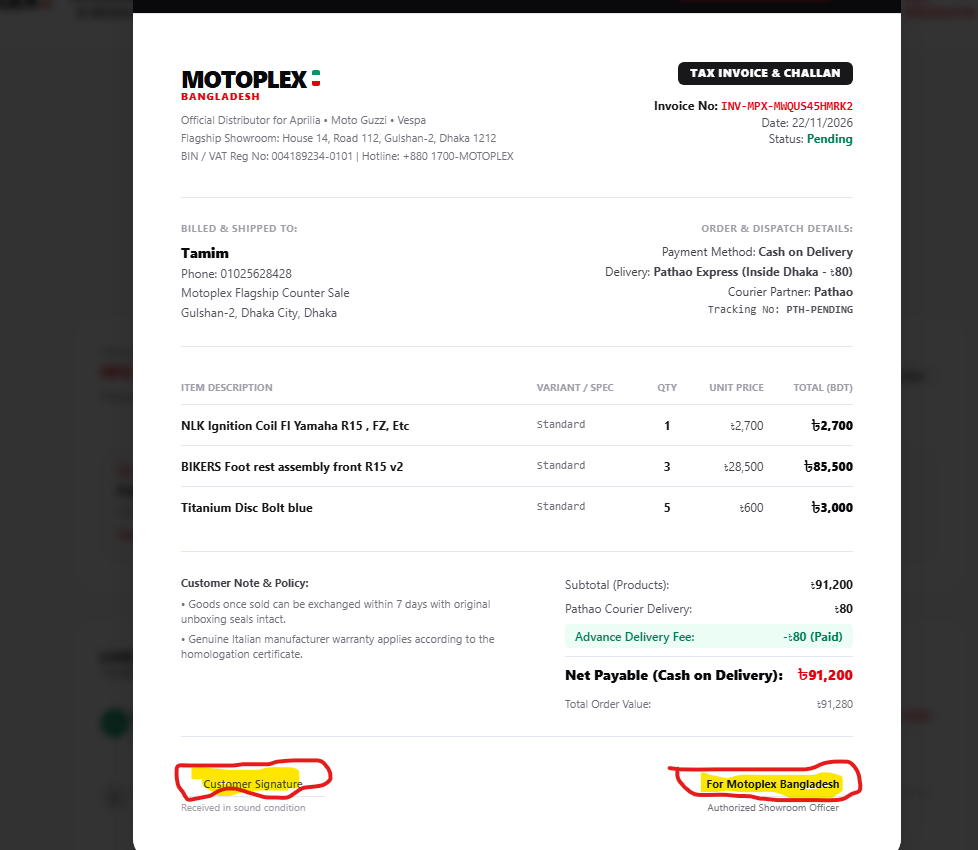 MOTOPLEX
BANGLADESH
Official Distributor for Aprilia • Moto Guzzi • Vespa
Flagship Showroom: House 14, Road 112, Gulshan-2, Dhaka 1212
BIN / VAT Reg No: 004189234-0101 | Hotline: +880 1700-MOTOPLEX
TAX INVOICE & CHALLAN
Invoice No: INV-MPX-MWQUS45HMRK2
Date: 22/11/2026
Status: Pending
BILLED & SHIPPED TO:
Tamim
Phone: 01025628428
Motoplex Flagship Counter Sale
Gulshan-2, Dhaka City, Dhaka
ORDER & DISPATCH DETAILS:
Payment Method: Cash on Delivery
Delivery: Pathao Express (Inside Dhaka - ৳80)
Courier Partner: Pathao
Tracking No: PTH-PENDING
ITEM DESCRIPTION VARIANT / SPEC QTY UNIT PRICE TOTAL (BDT)
NLK Ignition Coil FI Yamaha R15 , FZ, Etc Standard 1 ৳2,700 ৳2,700
BIKERS Foot rest assembly front R15 v2 Standard 3 ৳28,500 ৳85,500
Titanium Disc Bolt blue Standard 5 ৳600 ৳3,000
Customer Note & Policy:
• Goods once sold can be exchanged within 7 days with original
unboxing seals intact.
• Genuine Italian manufacturer warranty applies according to the
homologation certificate.
Subtotal (Products): ৳91,200
Pathao Courier Delivery: ৳80
Advance Delivery Fee: -৳80 (Paid)
Net Payable (Cash on Delivery): ৳91,200
Total Order Value: ৳91,280
Customer Signature
Received in sound condition
For Motoplex Bangladesh
Authorized Showroom Officer